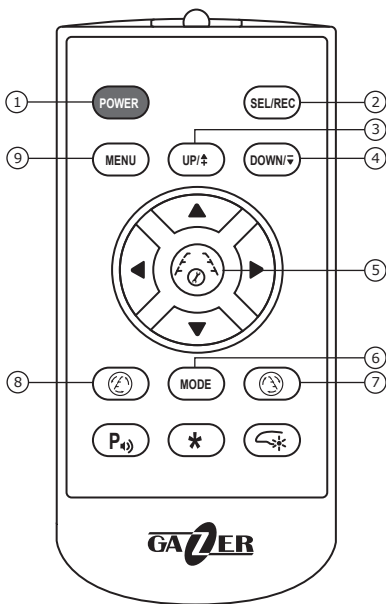 ① POWER SEL/REC ②
③
⑨ MENU UP/⯭ DOWN/⯯ ④
⑤
⑥
⑧ MODE ⑦
P *
GAZER